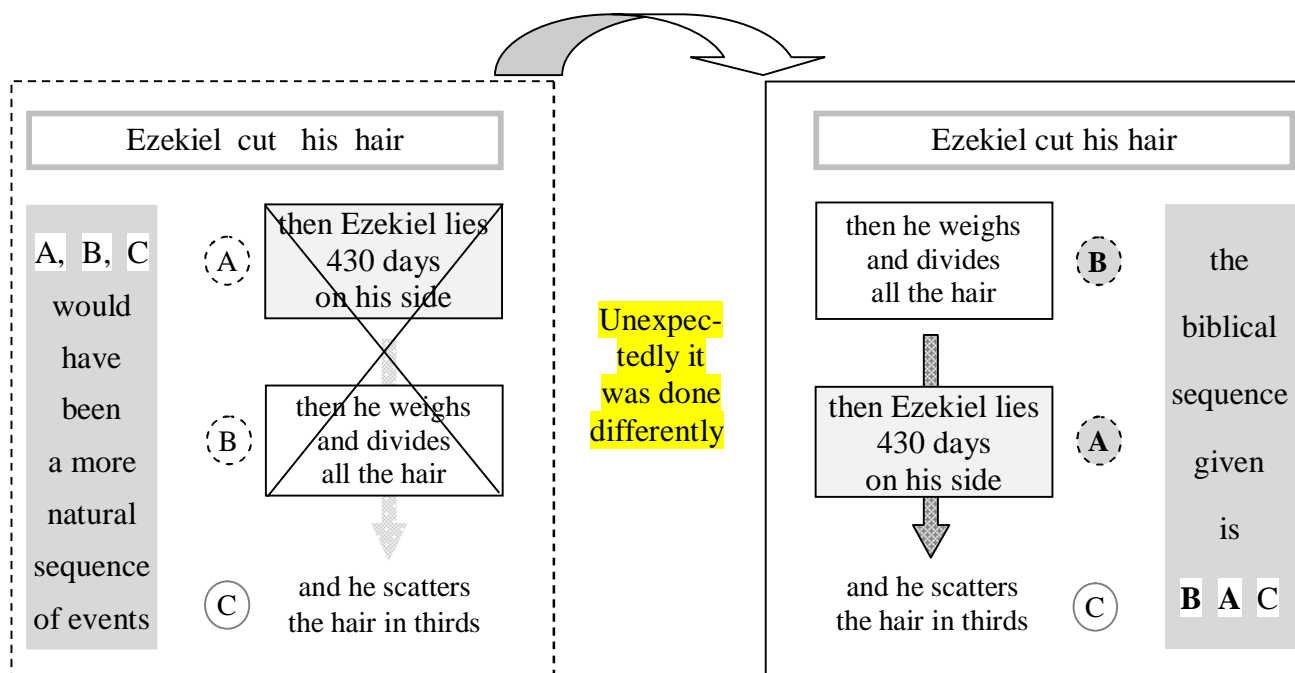 Ezekiel cut his hair
A, B, C
would
have
been
a more
natural
sequence
of events
A
then Ezekiel lies
430 days
on his side
B
then he weighs
and divides
all the hair
C
and he scatters
the hair in thirds
Unexpec-
tedly it
was done
differently
Ezekiel cut his hair
then he weighs
and divides
all the hair
B
then Ezekiel lies
430 days
on his side
A
and he scatters
the hair in thirds
C
the
biblical
sequence
given
is
B A C